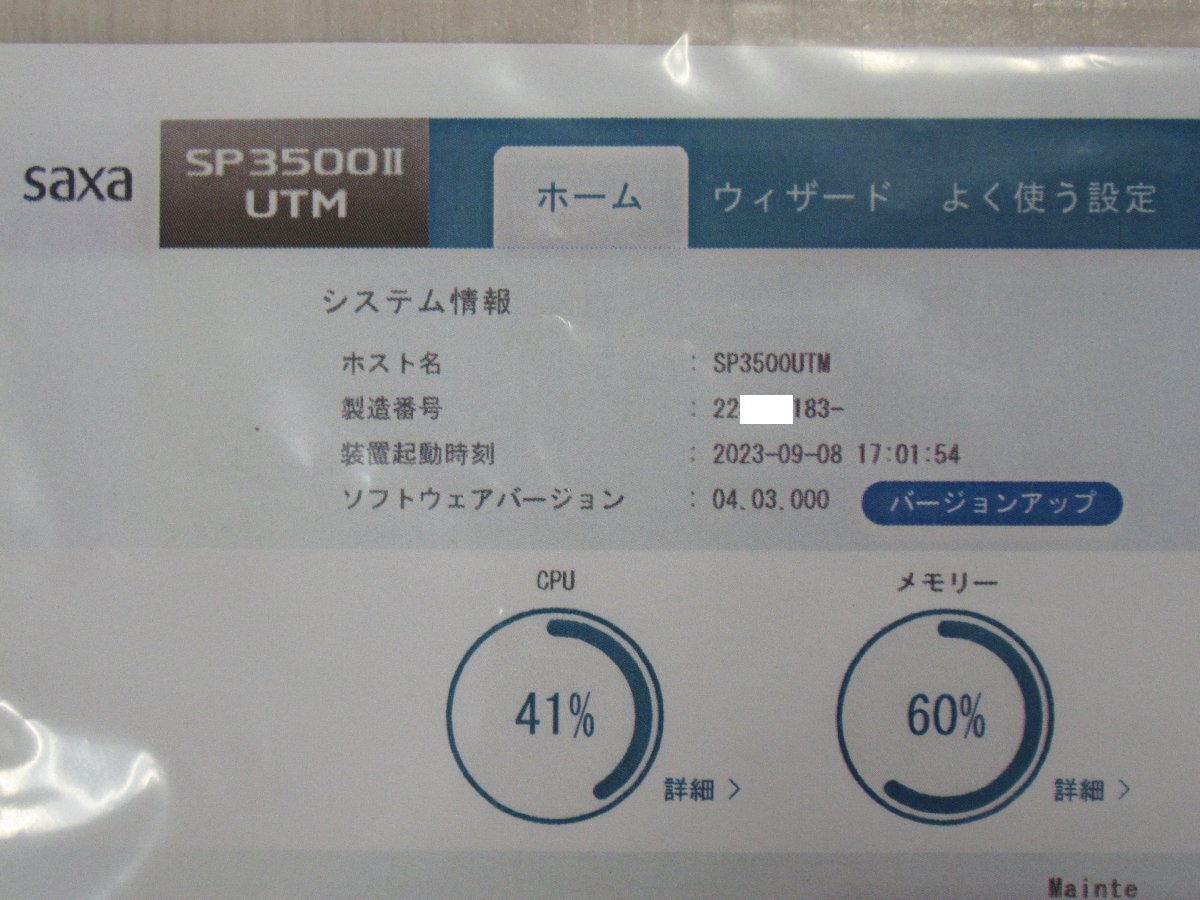 saxa
SP3500Ⅱ
UTM
ホーム ウィザード よく使う設定
システム情報
ホスト名 : SP3500UTM
製造番号 : 22 183-
装置起動時刻 : 2023-09-08 17:01:54
ソフトウェアバージョン : 04.03.000 バージョンアップ
CPU メモリー
41% 60%
詳細 > 詳細 >
Mainte